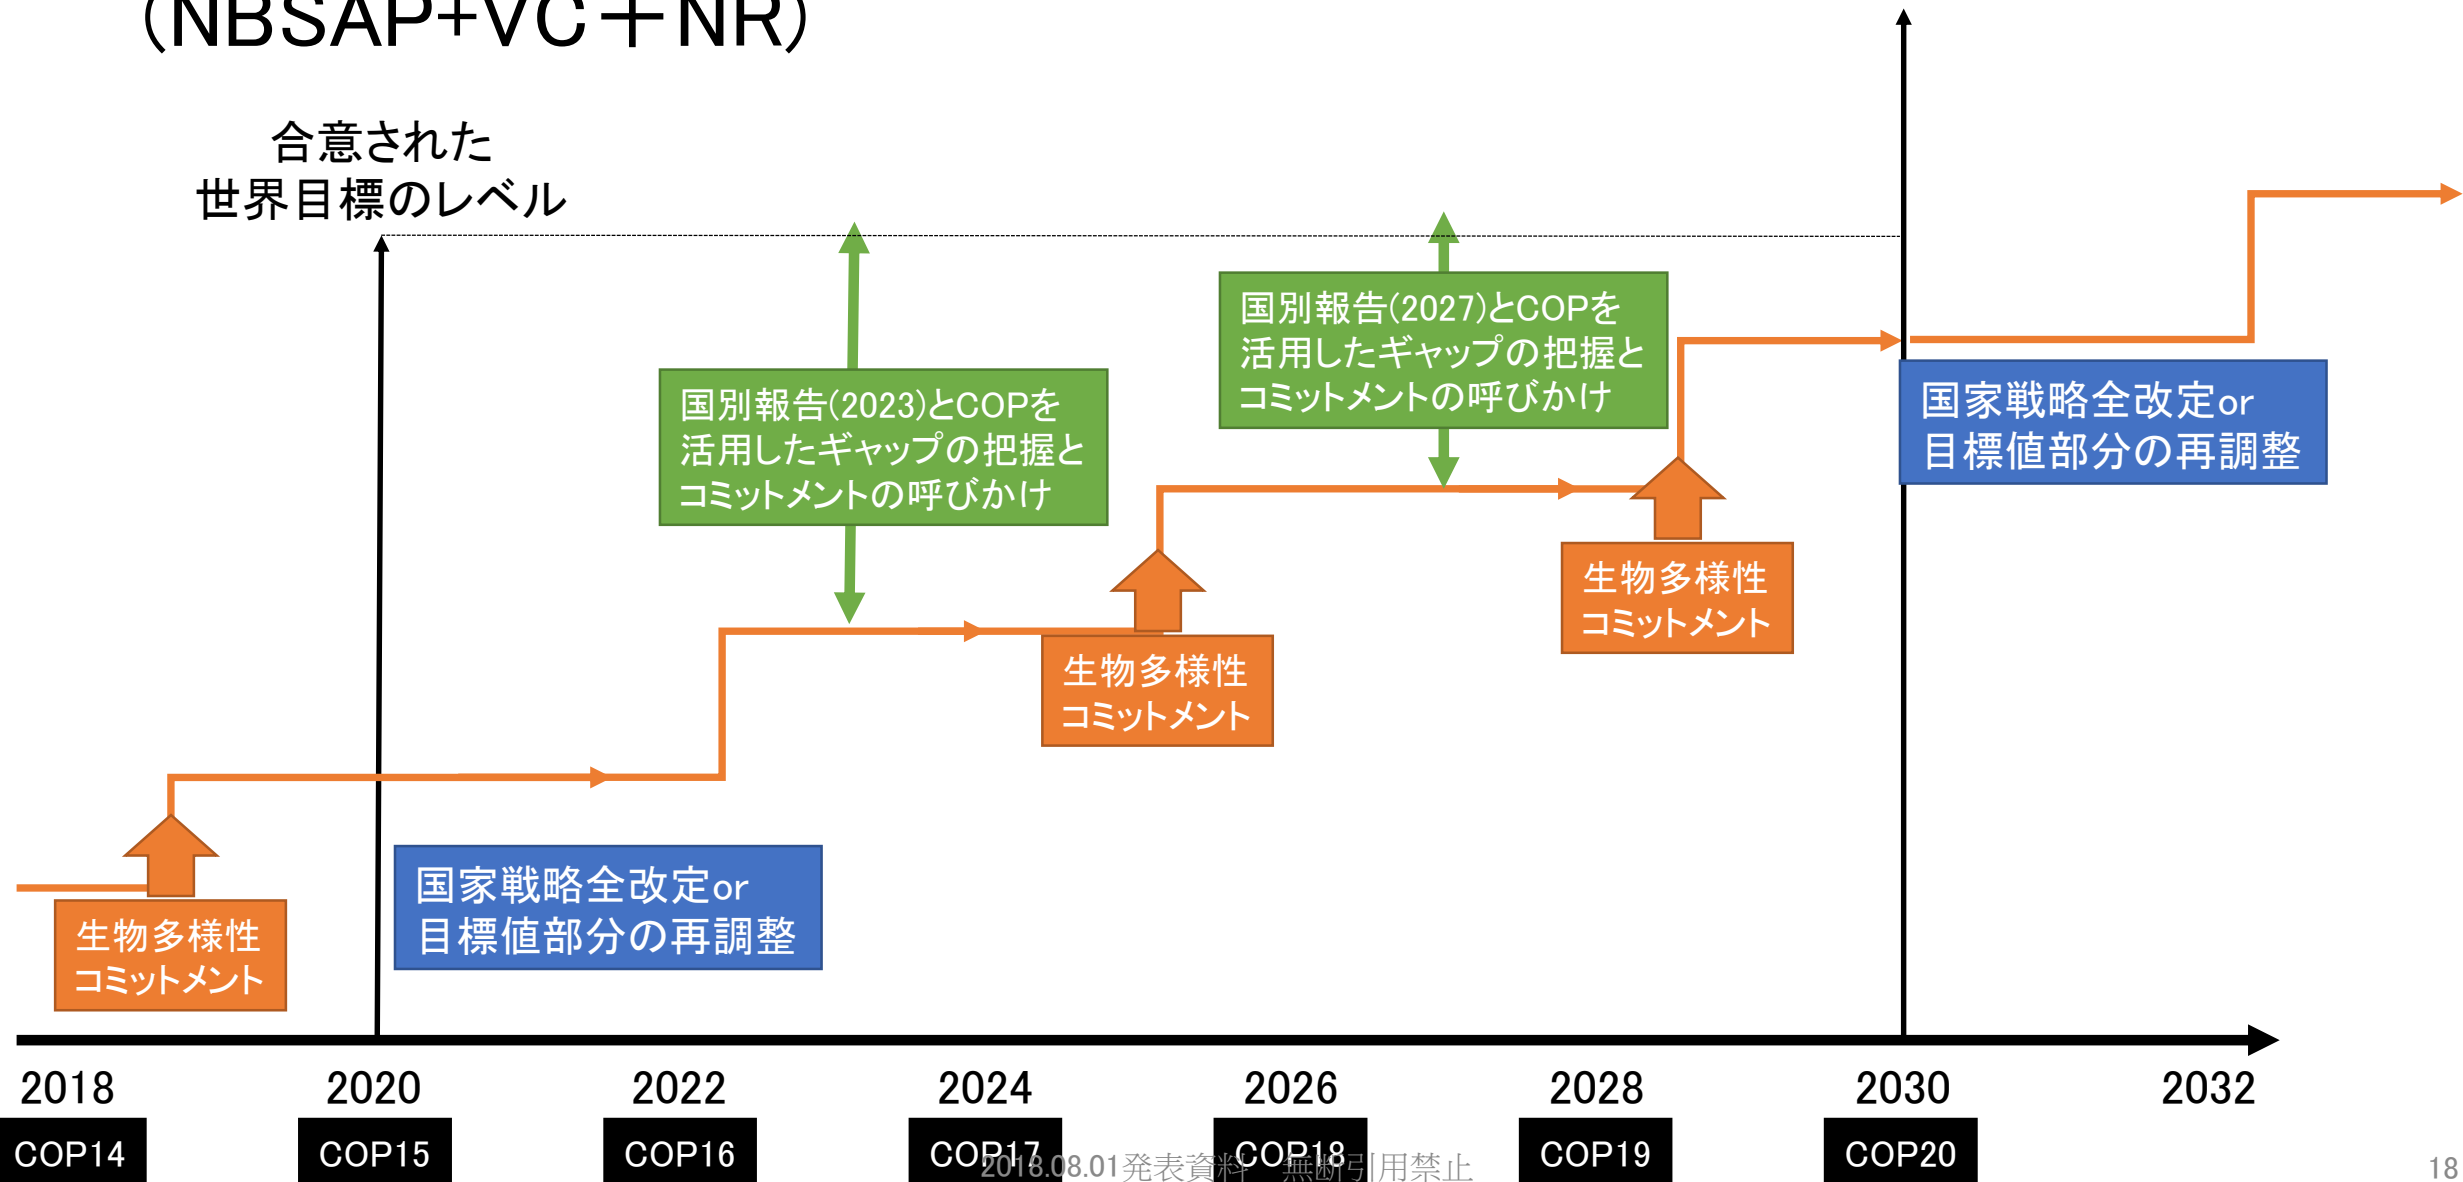 （NBSAP+VC＋NR）
合意された
世界目標のレベル
国別報告(2027)とCOPを
活用したギャップの把握と
コミットメントの呼びかけ
国別報告(2023)とCOPを
活用したギャップの把握と
コミットメントの呼びかけ
国家戦略全改定or
目標値部分の再調整
生物多様性
コミットメント
生物多様性
コミットメント
国家戦略全改定or
目標値部分の再調整
生物多様性
コミットメント
2018
2020
2022
2024
2026
2028
2030
2032
COP14
COP15
COP16
COP17
COP18
COP19
COP20
2018.08.01発表資料　無断引用禁止
18